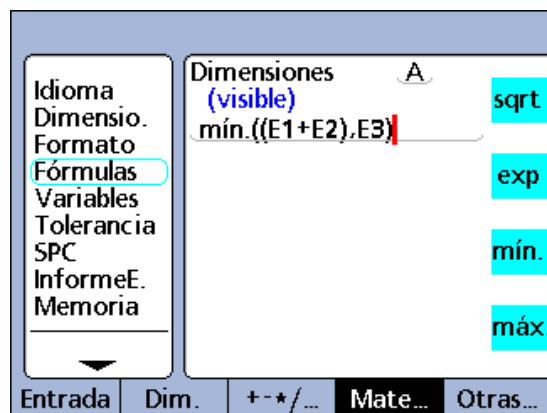 Idioma
Dimensio.
Formato
Fórmulas
Variables
Tolerancia
SPC
InformeE.
Memoria
Dimensiones A
(visible)
mín.((E1+E2),E3)
sqrt
exp
mín.
máx
Entrada Dim. +-*/... Mate... Otras...